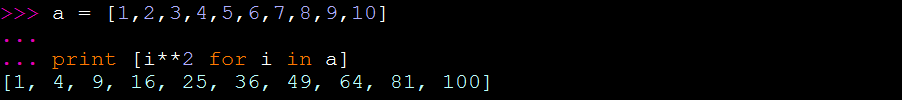 >>> a = [1,2,3,4,5,6,7,8,9,10]
...
... print [i**2 for i in a]
[1, 4, 9, 16, 25, 36, 49, 64, 81, 100]